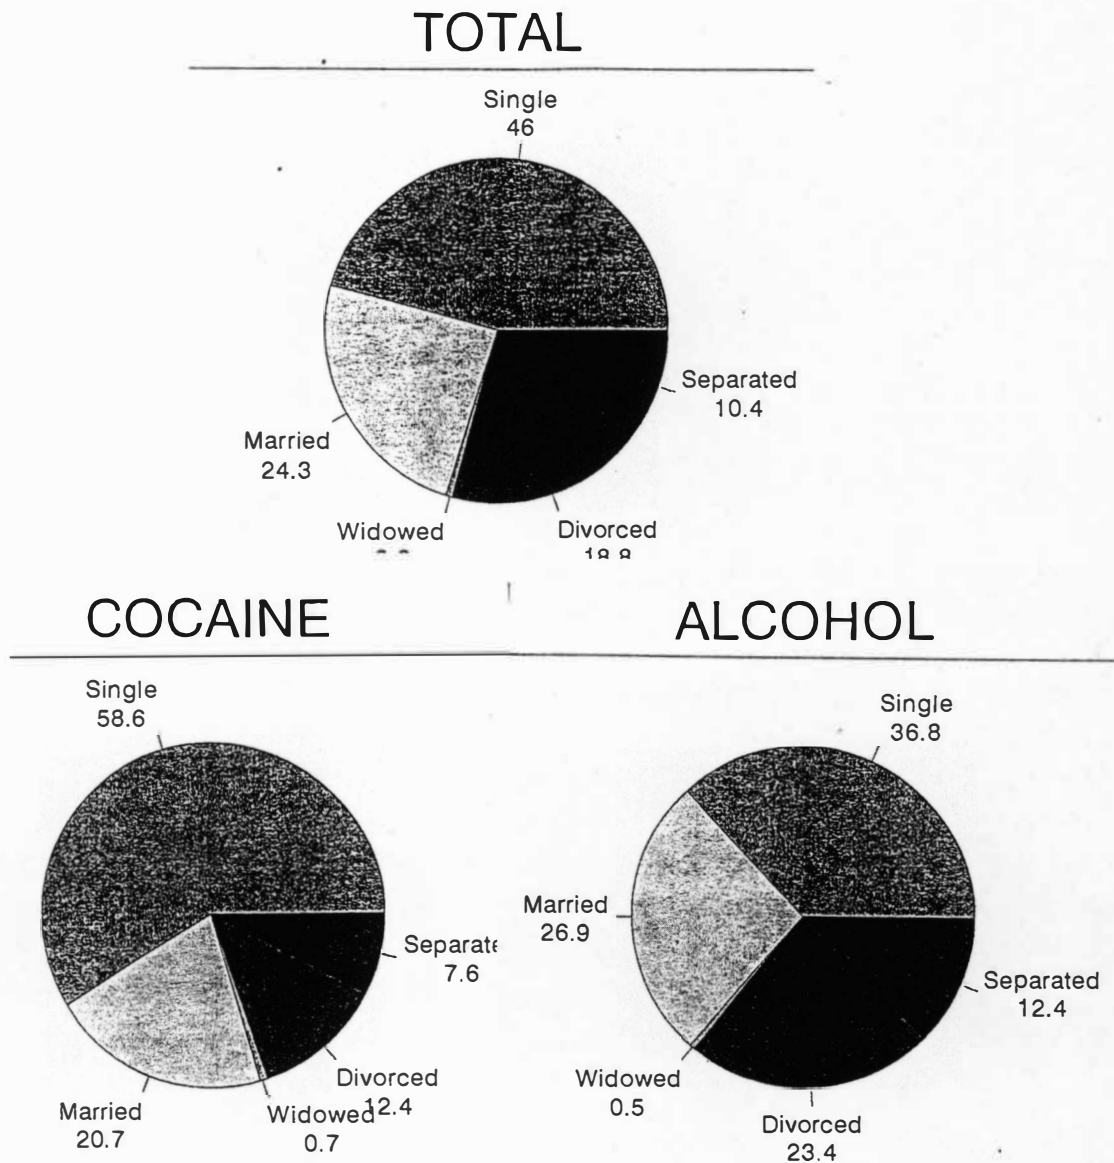 TOTAL
Single
46
Separated
10.4
Married
24.3
Widowed
Divorced
18.8
COCAINE
Single
58.6
Separate
7.6
Divorced
12.4
Widowed
0.7
Married
20.7
ALCOHOL
Single
36.8
Married
26.9
Separated
12.4
Widowed
0.5
Divorced
23.4